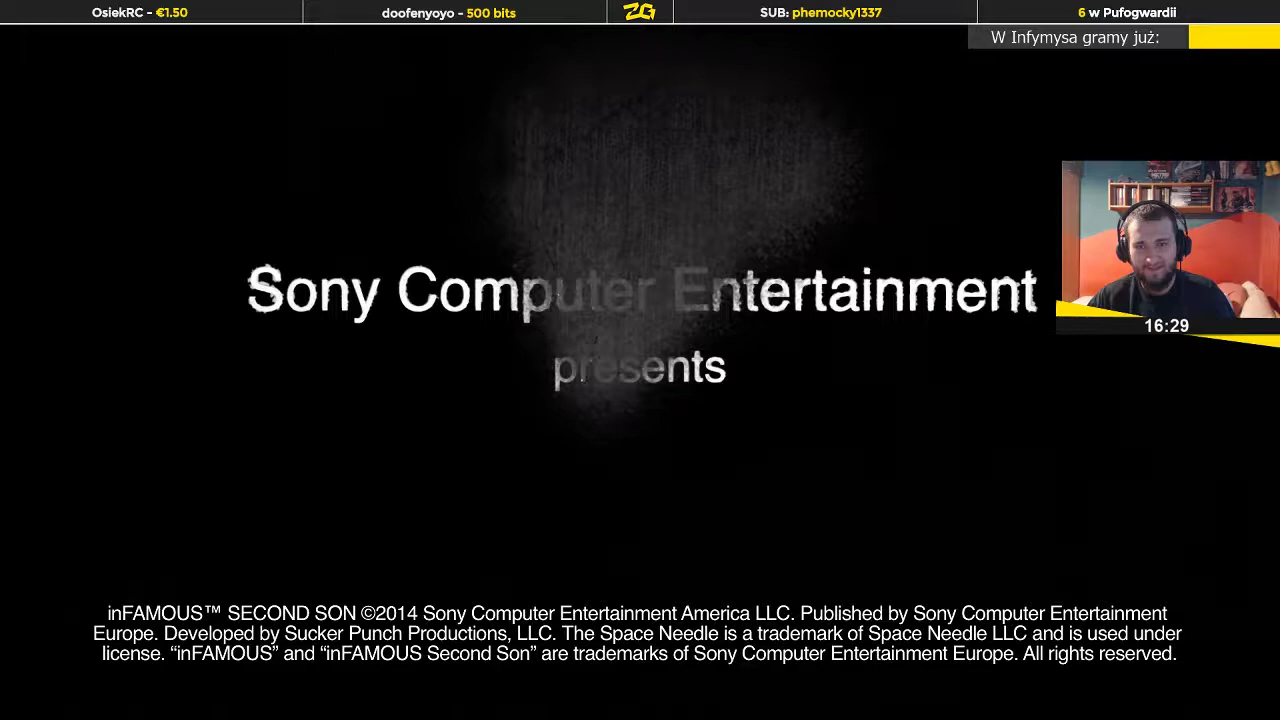 OsiekRC - €1.50
doofenyoyo - 500 bits
ZG
SUB: phemocky1337
6 w Pufogwardii
W Infymysa gramy już:
Sony Computer Entertainment
presents
16:29
inFAMOUS™ SECOND SON ©2014 Sony Computer Entertainment America LLC. Published by Sony Computer Entertainment
Europe. Developed by Sucker Punch Productions, LLC. The Space Needle is a trademark of Space Needle LLC and is used under
license. “inFAMOUS” and “inFAMOUS Second Son” are trademarks of Sony Computer Entertainment Europe. All rights reserved.